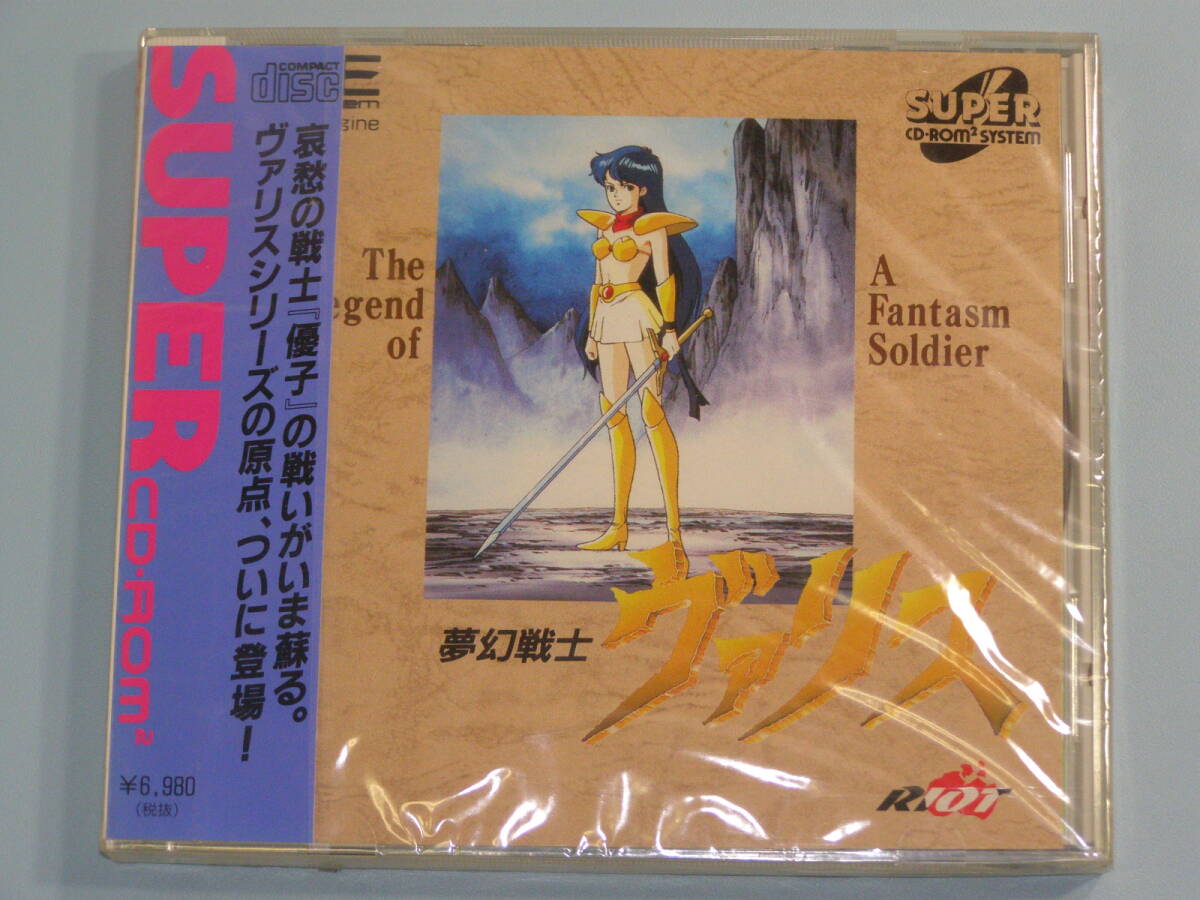 SUPER CD-ROM²
COMPACT
disc
哀愁の戦士『優子』の戦いがいま蘇る。
ヴァリスシリーズの原点、ついに登場!
¥6,980
(税抜)
SUPER
CD-ROM² SYSTEM
The
egend
of
A
Fantasm
Soldier
夢幻戦士
ヴァリス
RIOT